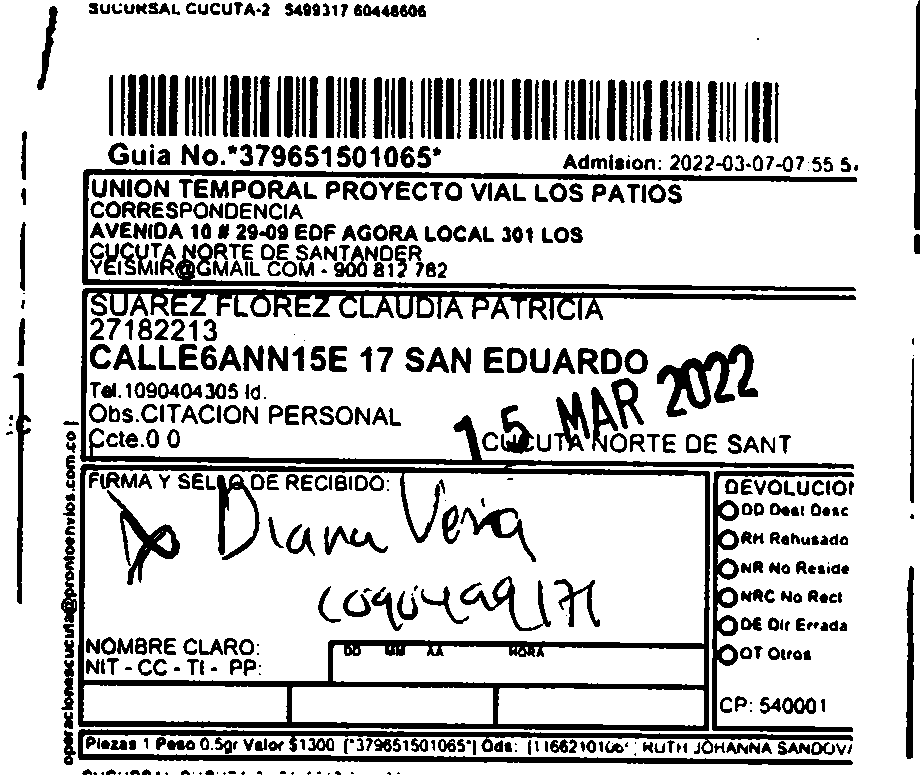 SUCURSAL CUCUTA-2 5499317 60448606
Guia No.*379651501065*
Admision: 2022-03-07-07:55 5
UNION TEMPORAL PROYECTO VIAL LOS PATIOS
CORRESPONDENCIA
AVENIDA 10 # 29-09 EDF AGORA LOCAL 301 LOS
CUCUTA NORTE DE SANTANDER
YEISMIR@GMAIL COM - 900 812 782
SUAREZ FLOREZ CLAUDIA PATRICIA
27182213
CALLE6ANN15E 17 SAN EDUARDO
Tel.1090404305 Id.
Obs.CITACION PERSONAL
15 MAR 2022
Ccte.0 0
CUCUTA NORTE DE SANT
operacionescucuta@prontoenvios.com.co
FIRMA Y SELLO DE RECIBIDO:
Diana Vera
1090499171
DEVOLUCION
DD Dest Desc
RH Rehusado
NR No Reside
NRC No Recl
DE Dir Errada
OT Otros
NOMBRE CLARO:
NIT - CC - TI - PP:
DD MM AA HORA
CP: 540001
Piezas 1 Peso 0.5gr Valor $1300 [*379651501065*] Ods: RUTH JOHANNA SANDOV